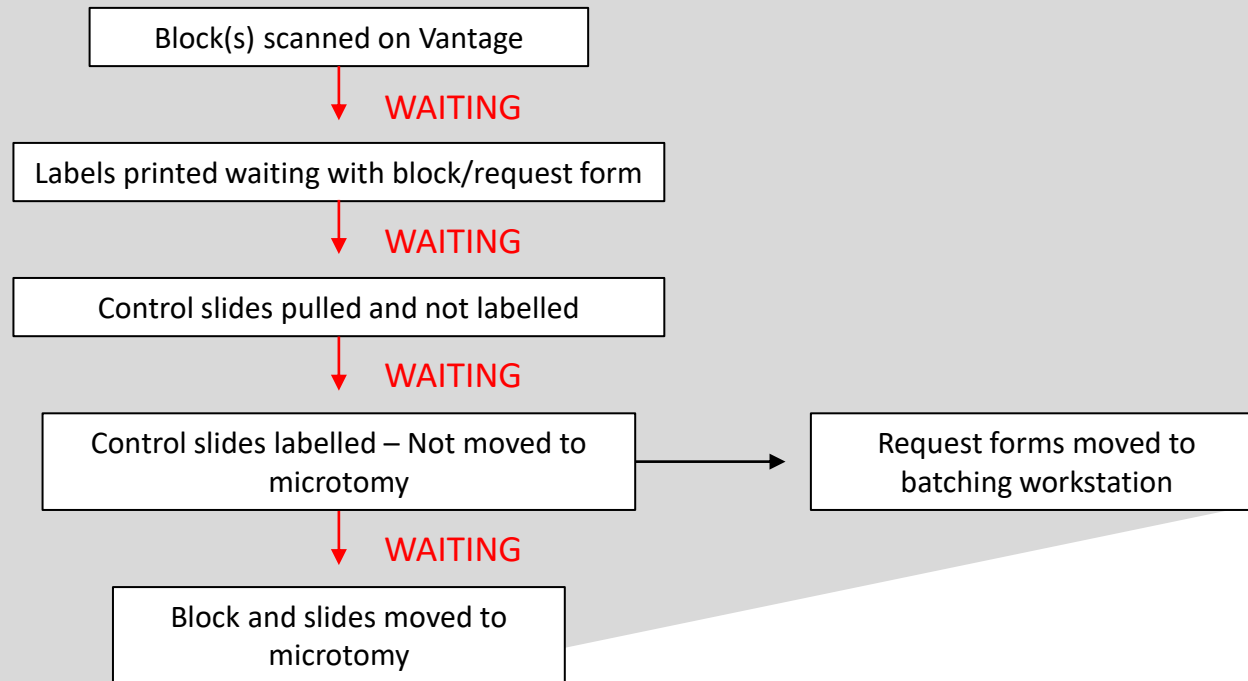 Block(s) scanned on Vantage
WAITING
Labels printed waiting with block/request form
WAITING
Control slides pulled and not labelled
WAITING
Control slides labelled – Not moved to
microtomy
Request forms moved to
batching workstation
WAITING
Block and slides moved to
microtomy